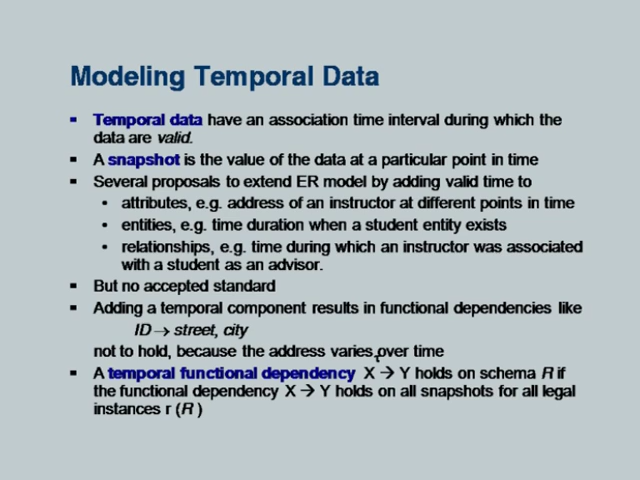 Modeling Temporal Data
▪ Temporal data have an association time interval during which the
data are valid.
▪ A snapshot is the value of the data at a particular point in time
▪ Several proposals to extend ER model by adding valid time to
• attributes, e.g. address of an instructor at different points in time
• entities, e.g. time duration when a student entity exists
• relationships, e.g. time during which an instructor was associated
with a student as an advisor.
▪ But no accepted standard
▪ Adding a temporal component results in functional dependencies like
ID → street, city
not to hold, because the address varies over time
t
▪ A temporal functional dependency X → Y holds on schema R if
the functional dependency X → Y holds on all snapshots for all legal
instances r (R )